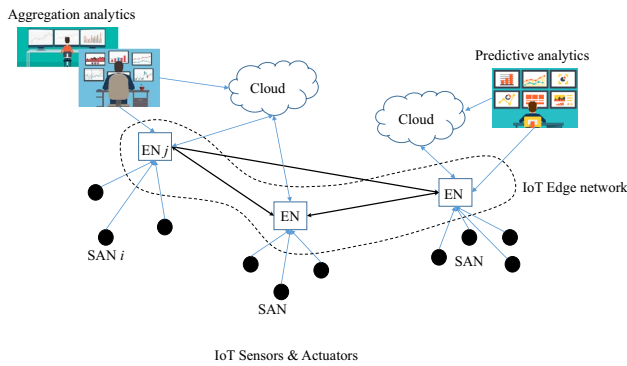 Aggregation analytics
Predictive analytics
Cloud
Cloud
EN j
EN
IoT Edge network
EN
SAN i
SAN
SAN
IoT Sensors & Actuators